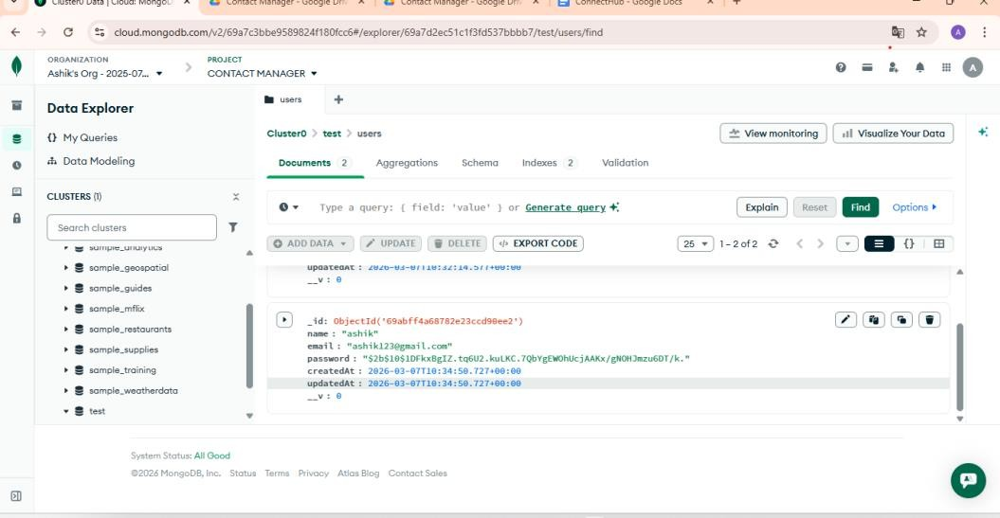 Cluster0 Data | Cloud: MongoD
Contact Manager - Google Driv
Contact Manager - Google Driv
ConnectHub - Google Docs
cloud.mongodb.com/v2/69a7c3bbe9589824f180fcc6#/explorer/69a7d2ec51c1f3fd537bbbb7/test/users/find
A
ORGANIZATION
Ashik's Org - 2025-07...
PROJECT
CONTACT MANAGER
A
Data Explorer
My Queries
Data Modeling
CLUSTERS (1)
Search clusters
sample_analytics
sample_geospatial
sample_guides
sample_mflix
sample_restaurants
sample_supplies
sample_training
sample_weatherdata
test
users
Cluster0 > test > users
View monitoring
Visualize Your Data
Documents 2
Aggregations
Schema
Indexes 2
Validation
Type a query: { field: 'value' } or Generate query
Explain
Reset
Find
Options
ADD DATA
UPDATE
DELETE
EXPORT CODE
25
1 – 2 of 2
updatedAt : 2026-03-07T10:32:14.577+00:00
__v : 0
_id: ObjectId('69abff4a68782e23ccd90ee2')
name : "ashik"
email : "ashik123@gmail.com"
password : "$2b$10$1DFkxBgIZ.tq6U2.kuLKC.7QbYgEWOhUcjAAKx/gNOHJmzu6DT/k."
createdAt : 2026-03-07T10:34:50.727+00:00
updatedAt : 2026-03-07T10:34:50.727+00:00
__v : 0
System Status: All Good
©2026 MongoDB, Inc. Status Terms Privacy Atlas Blog Contact Sales